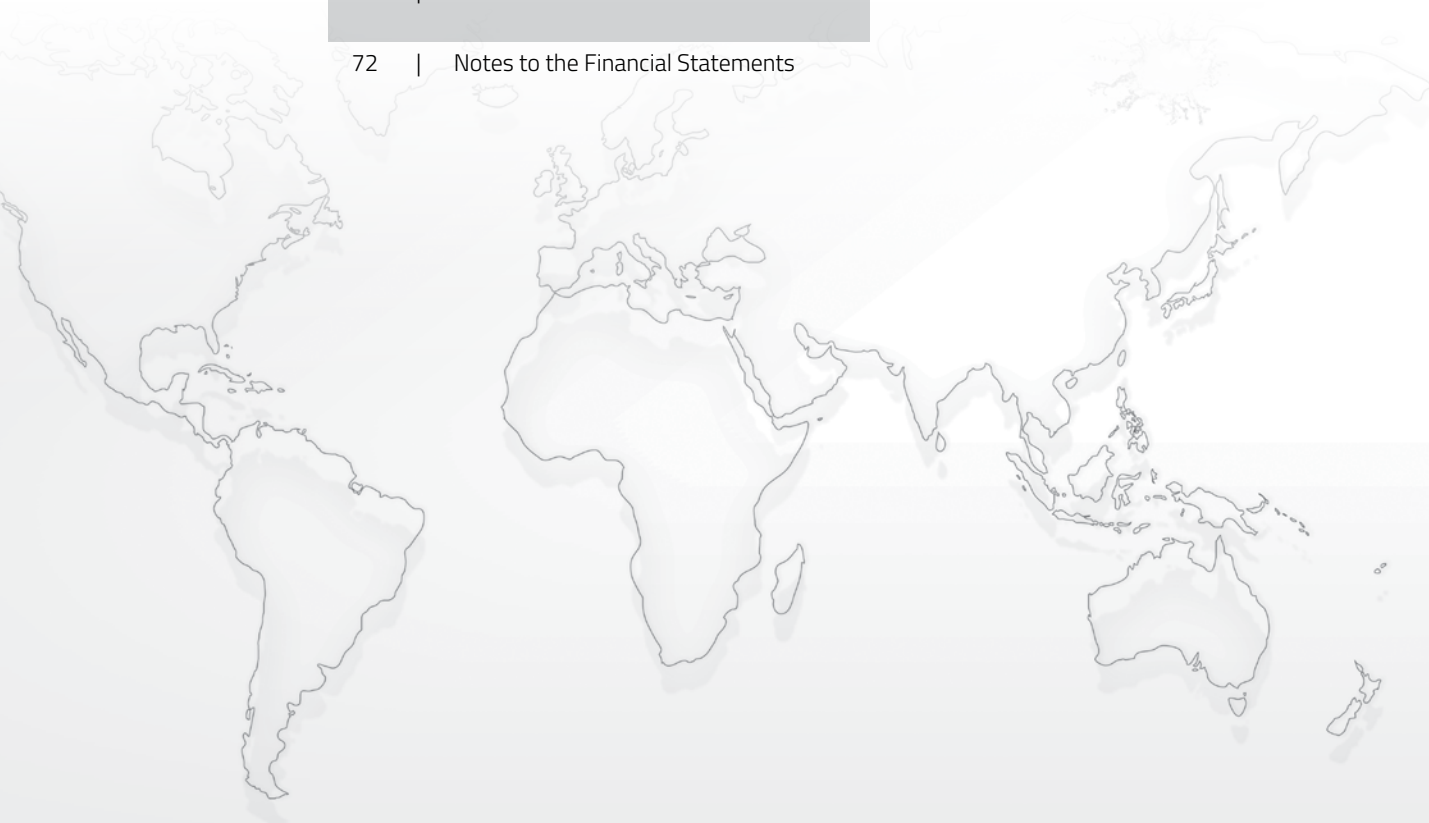 72 | Notes to the Financial Statements